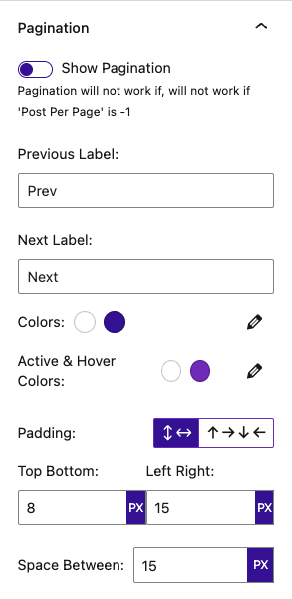 Pagination
Show Pagination
Pagination will not work if, will not work if
'Post Per Page' is -1
Previous Label:
Prev
Next Label:
Next
Colors:
Active & Hover
Colors:
Padding:
Top Bottom: Left Right:
8 PX 15 PX
Space Between: 15 PX